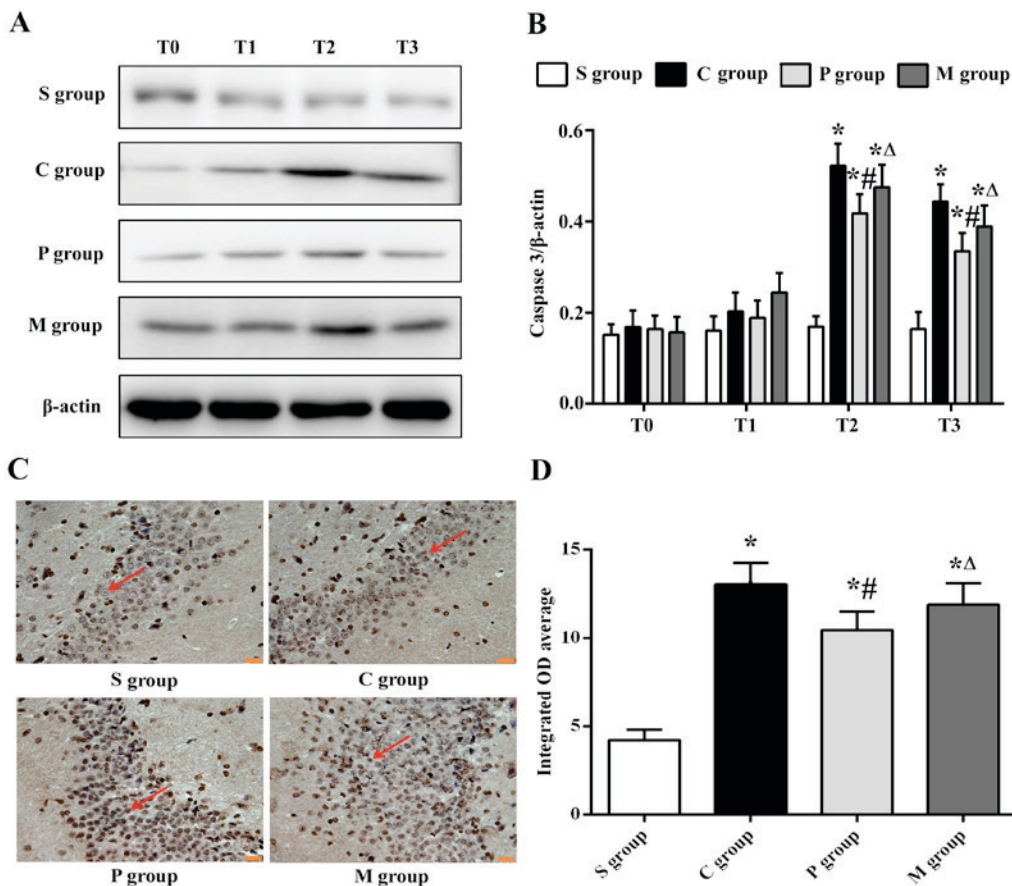 A
T0 T1 T2 T3
S group
C group
P group
M group
β-actin
B
S group C group P group M group
Caspase 3/β-actin
0.6
0.4
0.2
0.0
* *# *Δ
* *# *Δ
T0 T1 T2 T3
C
S group C group
P group M group
D
Integrated OD average
15
10
5
0
* *# *Δ
S group C group P group M group